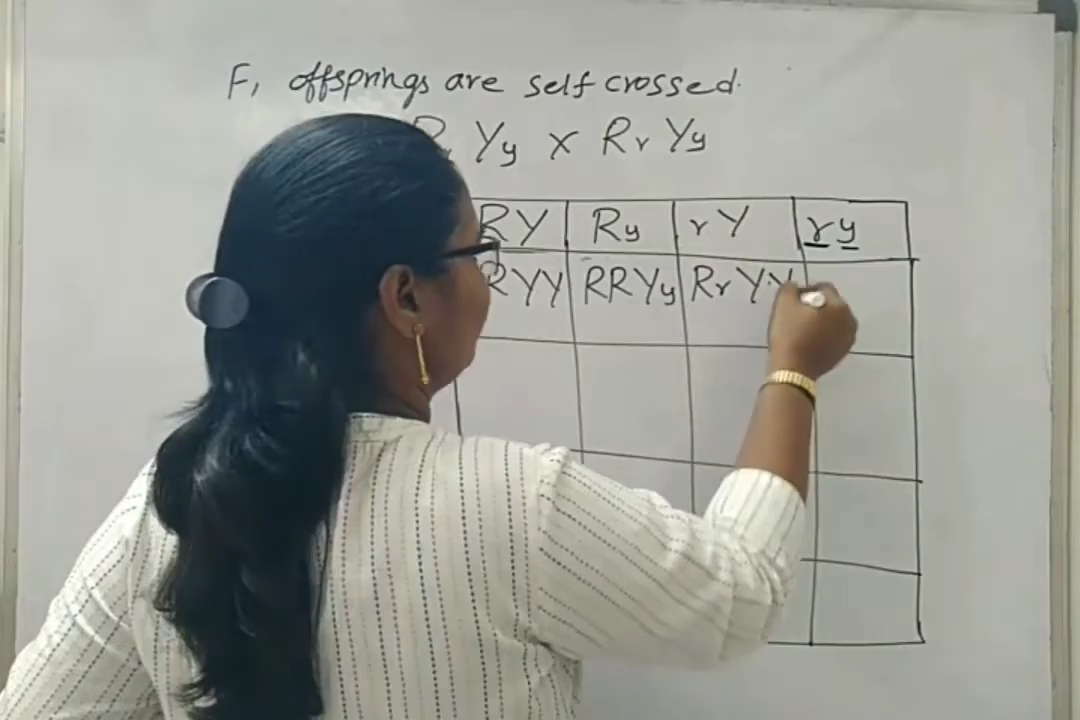 F₁ offsprings are self crossed.
R Yy x Rr Yy
RY Ry rY ry
RYY RRYy RrYY